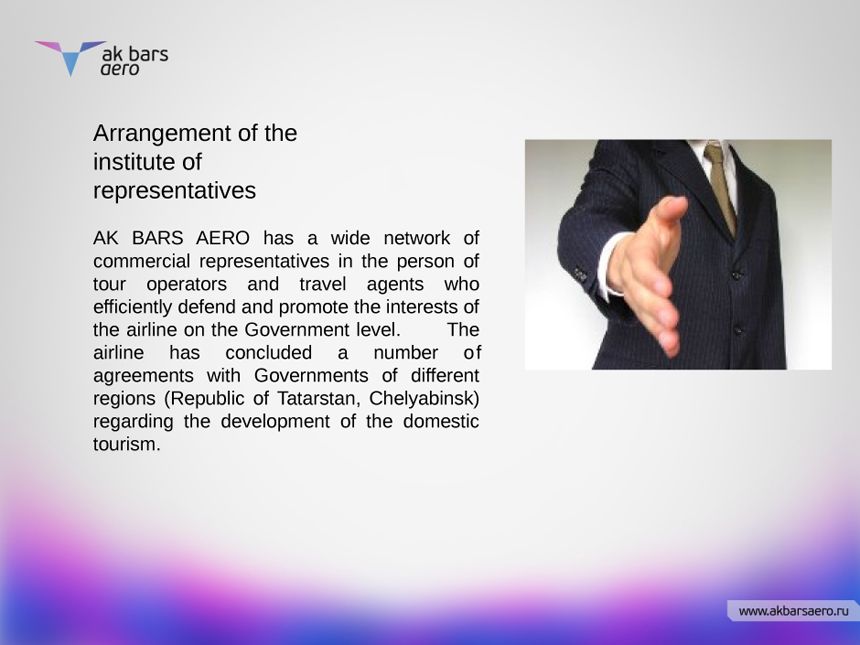 ak bars
aero
Arrangement of the
institute of
representatives
AK BARS AERO has a wide network of
commercial representatives in the person of
tour operators and travel agents who
efficiently defend and promote the interests of
the airline on the Government level. The
airline has concluded a number of
agreements with Governments of different
regions (Republic of Tatarstan, Chelyabinsk)
regarding the development of the domestic
tourism.
www.akbarsaero.ru